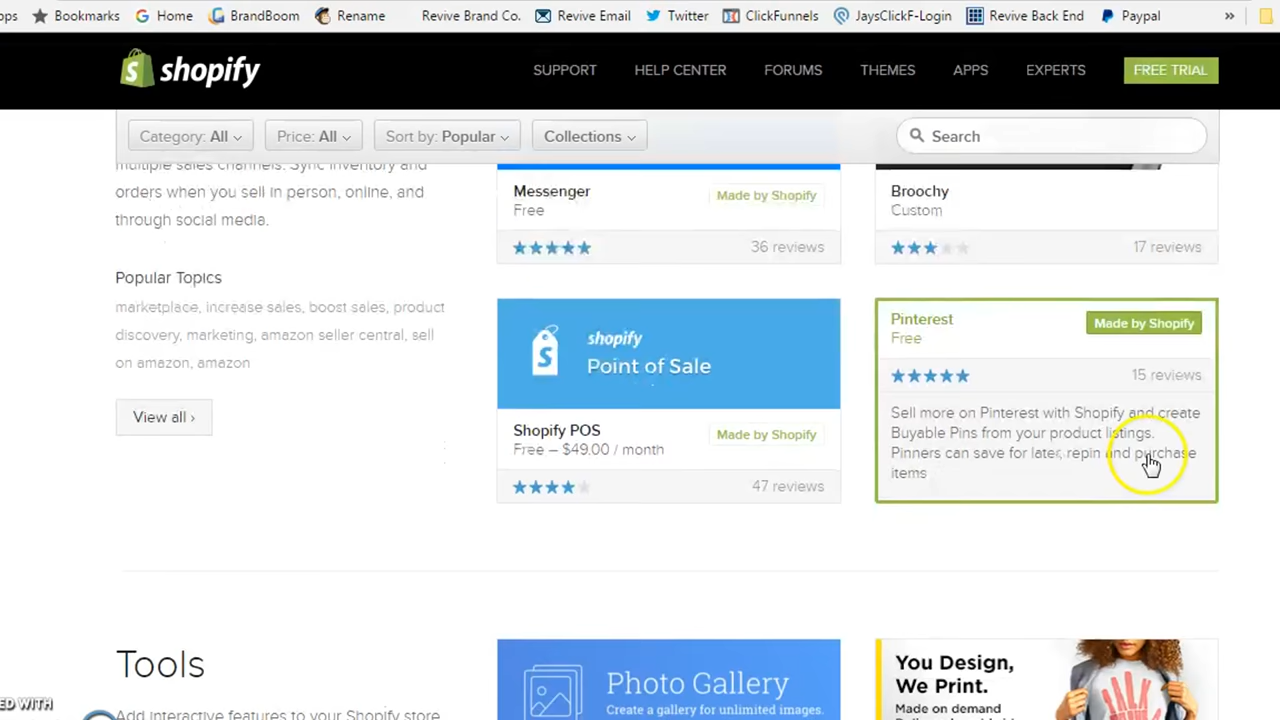 ops Bookmarks Home BrandBoom Rename Revive Brand Co. Revive Email Twitter ClickFunnels JaysClickF-Login Revive Back End Paypal »
shopify SUPPORT HELP CENTER FORUMS THEMES APPS EXPERTS FREE TRIAL
Category: All Price: All Sort by: Popular Collections Search
multiple sales channels. Sync inventory and
orders when you sell in person, online, and
through social media.
Popular Topics
marketplace, increase sales, boost sales, product
discovery, marketing, amazon seller central, sell
on amazon, amazon
View all ›
Messenger Made by Shopify
Free
36 reviews
Broochy
Custom
17 reviews
shopify
Point of Sale
Shopify POS Made by Shopify
Free – $49.00 / month
47 reviews
Pinterest Made by Shopify
Free
15 reviews
Sell more on Pinterest with Shopify and create
Buyable Pins from your product listings.
Pinners can save for later, repin and purchase
items
Tools
Add interactive features to your Shopify store
Photo Gallery
Create a gallery for unlimited images.
You Design,
We Print.
Made on demand
ED WITH